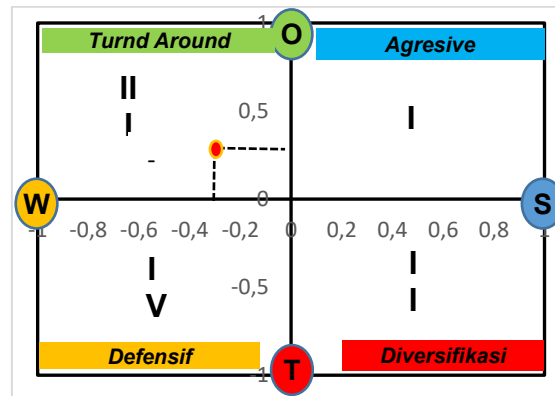 1
O
Turnd Around
Agresive
II
I
-
0,5
I
W
0
S
-1 -0,8 -0,6 -0,4 -0,2 0 0,2 0,4 0,6 0,8 1
I
V
-0,5
I
I
Defensif
T
Diversifikasi
-1